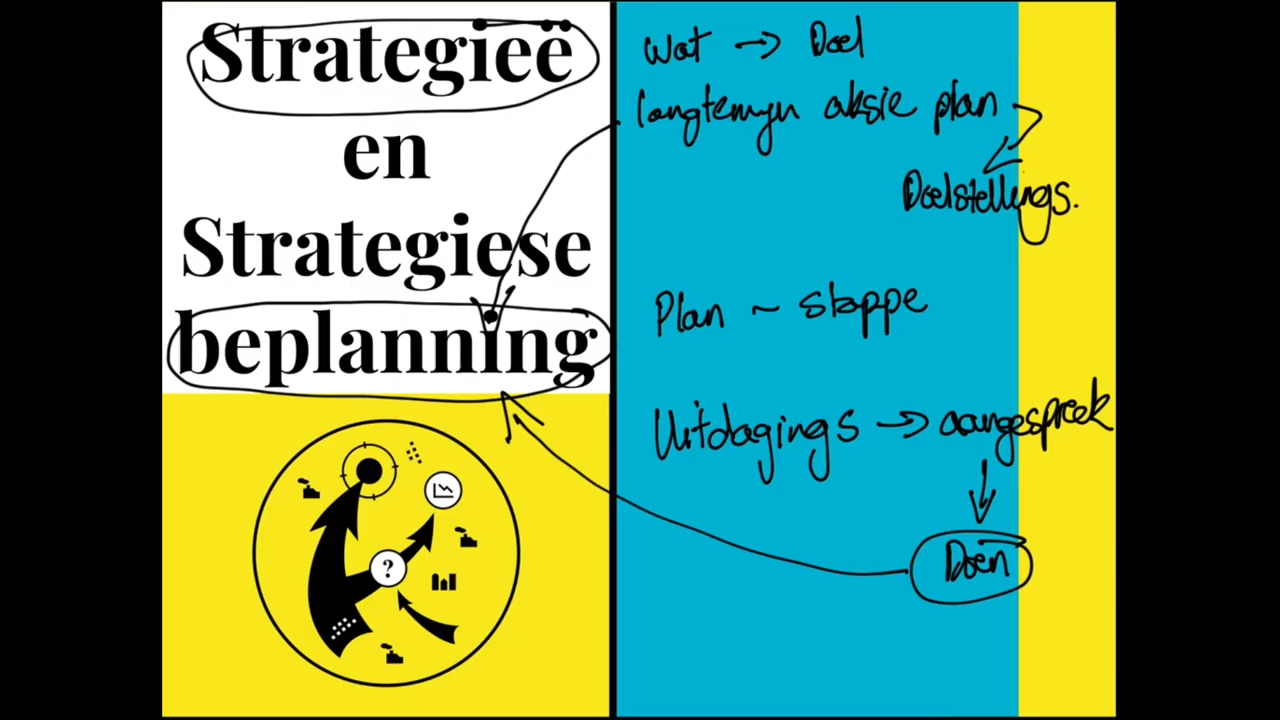 Strategieë
en
Strategiese
beplanning
?
Wat → Doel
langtermyn aksie plan
Doelstellings.
Plan ~ stappe
Uitdagings → aangespreek
Doen